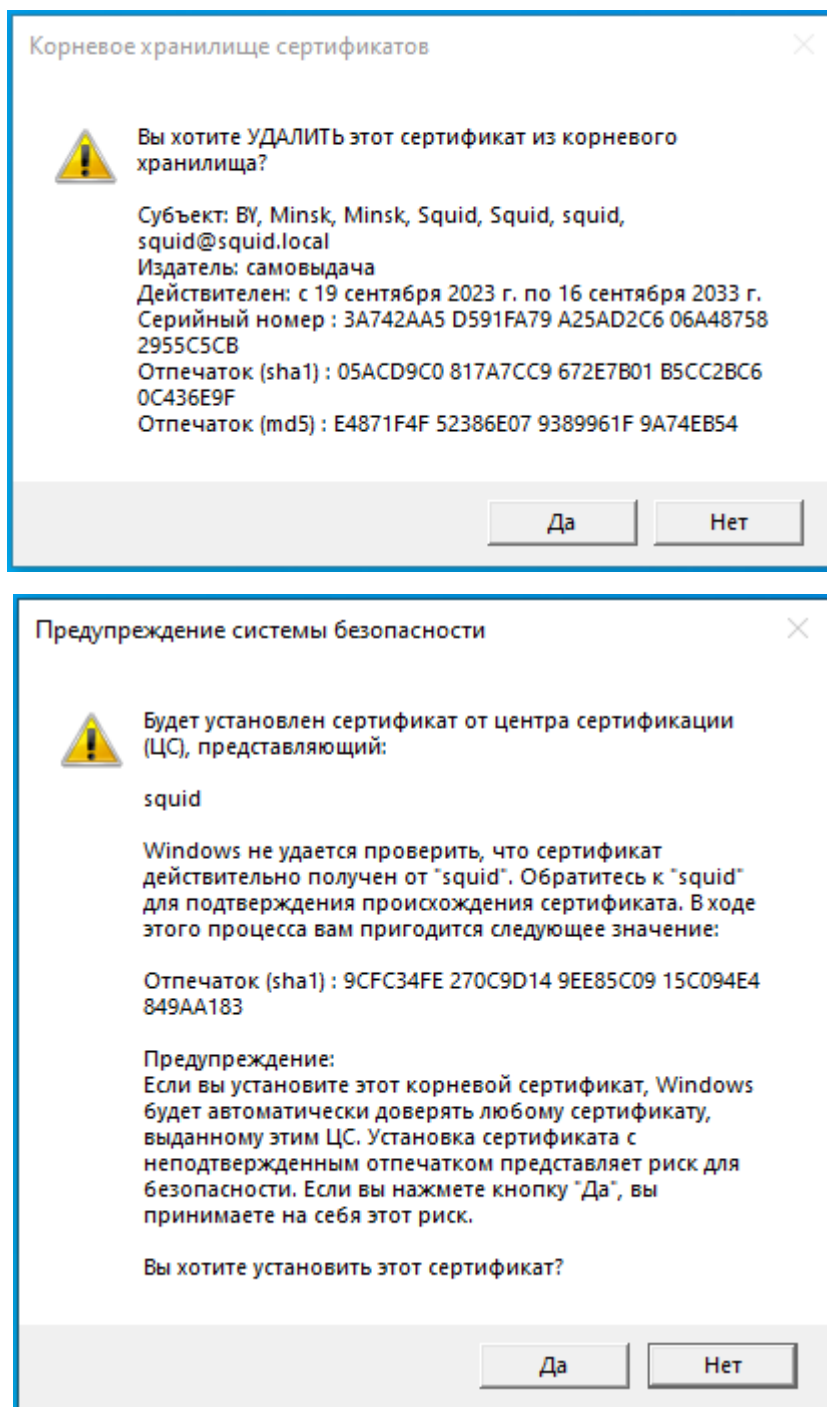 Корневое хранилище сертификатов
Вы хотите УДАЛИТЬ этот сертификат из корневого
хранилища?
Субъект: BY, Minsk, Minsk, Squid, Squid, squid,
squid@squid.local
Издатель: самовыдача
Действителен: с 19 сентября 2023 г. по 16 сентября 2033 г.
Серийный номер : 3A742AA5 D591FA79 A25AD2C6 06A48758
2955C5CB
Отпечаток (sha1) : 05ACD9C0 817A7CC9 672E7B01 B5CC2BC6
0C436E9F
Отпечаток (md5) : E4871F4F 52386E07 9389961F 9A74EB54
Да
Нет
Предупреждение системы безопасности
Будет установлен сертификат от центра сертификации
(ЦС), представляющий:
squid
Windows не удается проверить, что сертификат
действительно получен от "squid". Обратитесь к "squid"
для подтверждения происхождения сертификата. В ходе
этого процесса вам пригодится следующее значение:
Отпечаток (sha1) : 9CFC34FE 270C9D14 9EE85C09 15C094E4
849AA183
Предупреждение:
Если вы установите этот корневой сертификат, Windows
будет автоматически доверять любому сертификату,
выданному этим ЦС. Установка сертификата с
неподтвержденным отпечатком представляет риск для
безопасности. Если вы нажмете кнопку "Да", вы
принимаете на себя этот риск.
Вы хотите установить этот сертификат?
Да
Нет